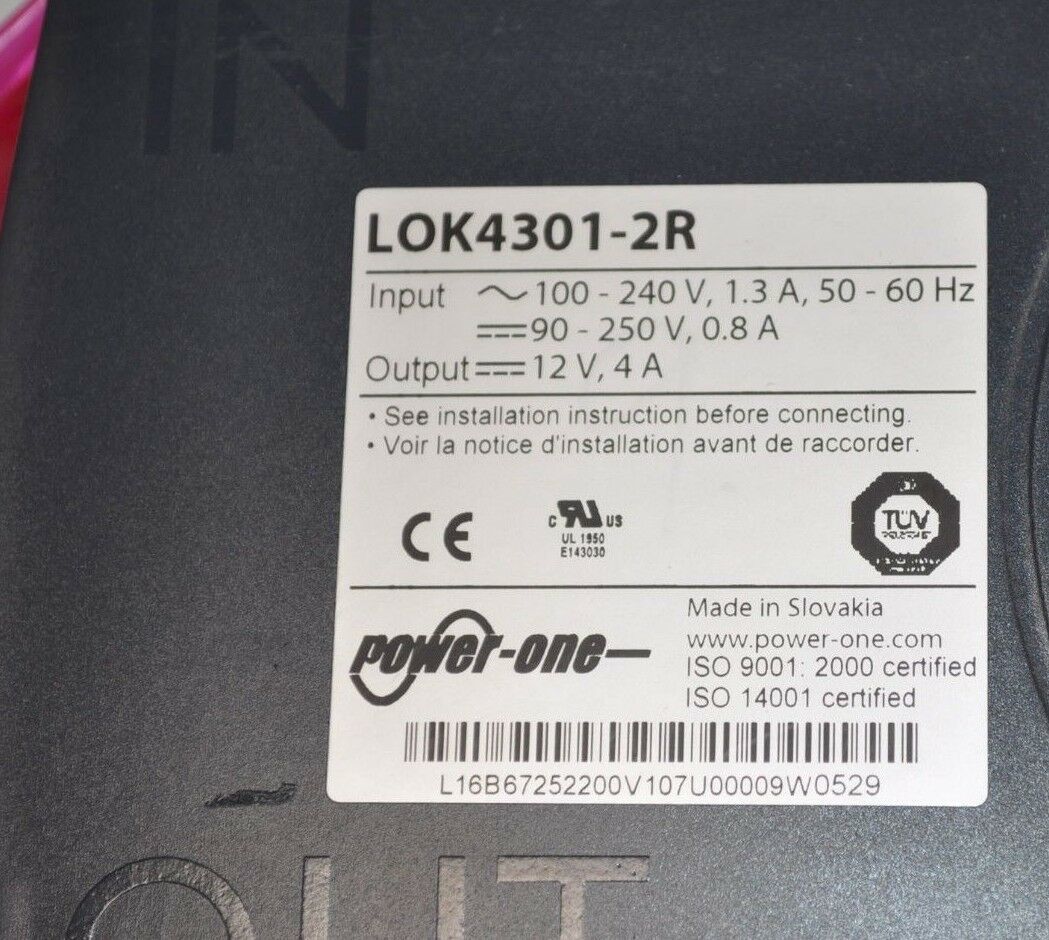 IN
LOK4301-2R
Input ~ 100 - 240 V, 1.3 A, 50 - 60 Hz
⎓ 90 - 250 V, 0.8 A
Output ⎓ 12 V, 4 A
• See installation instruction before connecting.
• Voir la notice d'installation avant de raccorder.
CE
C UR US
UL 1950
E143030
TÜV
power-one
Made in Slovakia
www.power-one.com
ISO 9001: 2000 certified
ISO 14001 certified
L16B67252200V107U00009W0529
OUT